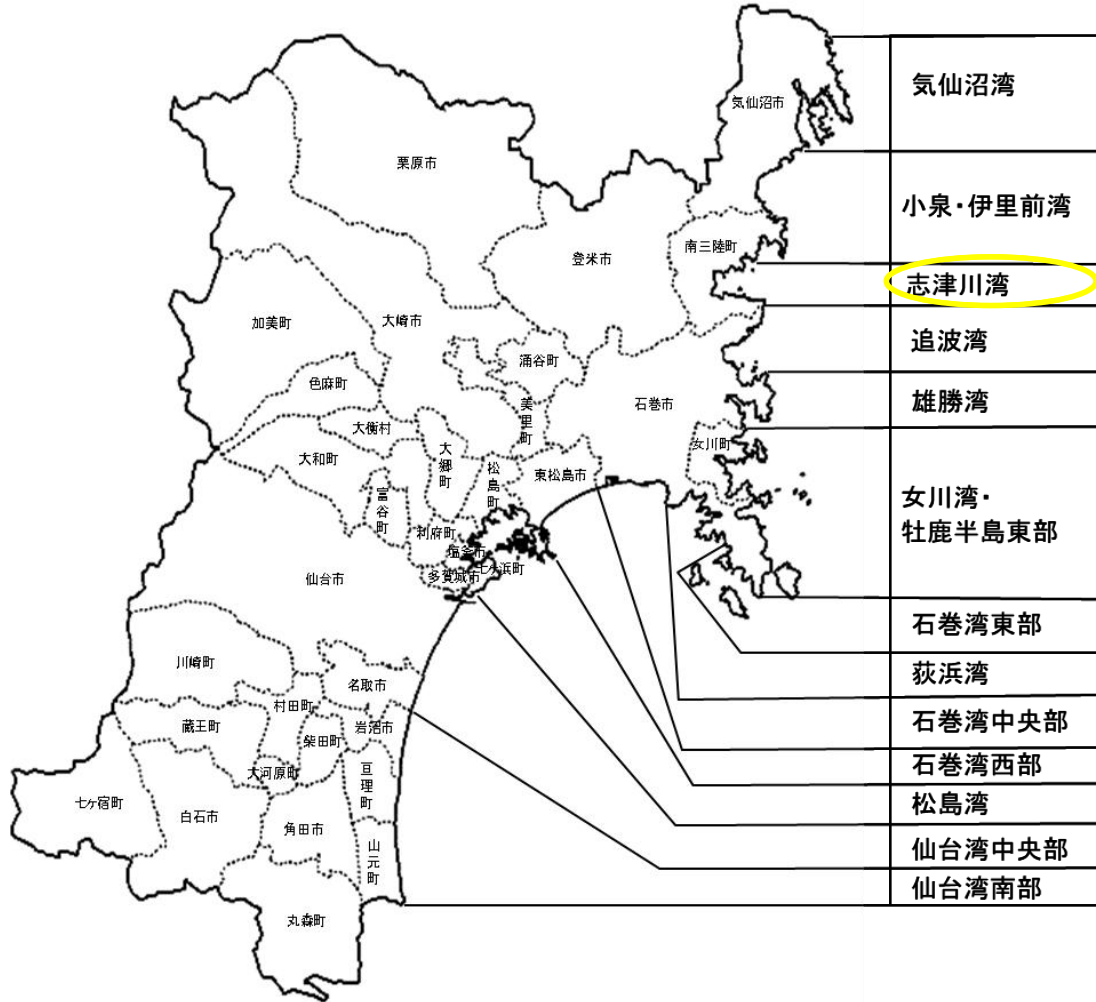 気仙沼湾
小泉・伊里前湾
志津川湾
追波湾
雄勝湾
女川湾・
牡鹿半島東部
石巻湾東部
荻浜湾
石巻湾中央部
石巻湾西部
松島湾
仙台湾中央部
仙台湾南部
気仙沼市
栗原市
南三陸町
登米市
加美町
大崎市
涌谷町
色麻町
美里町
石巻市
大衡村
女川町
大和町
大郷町
松島町
東松島市
富谷町
利府町
塩釜市
七ヶ浜町
多賀城市
仙台市
川崎町
名取市
村田町
蔵王町
柴田町
岩沼市
大河原町
亘理町
七ケ宿町
白石市
角田市
山元町
丸森町